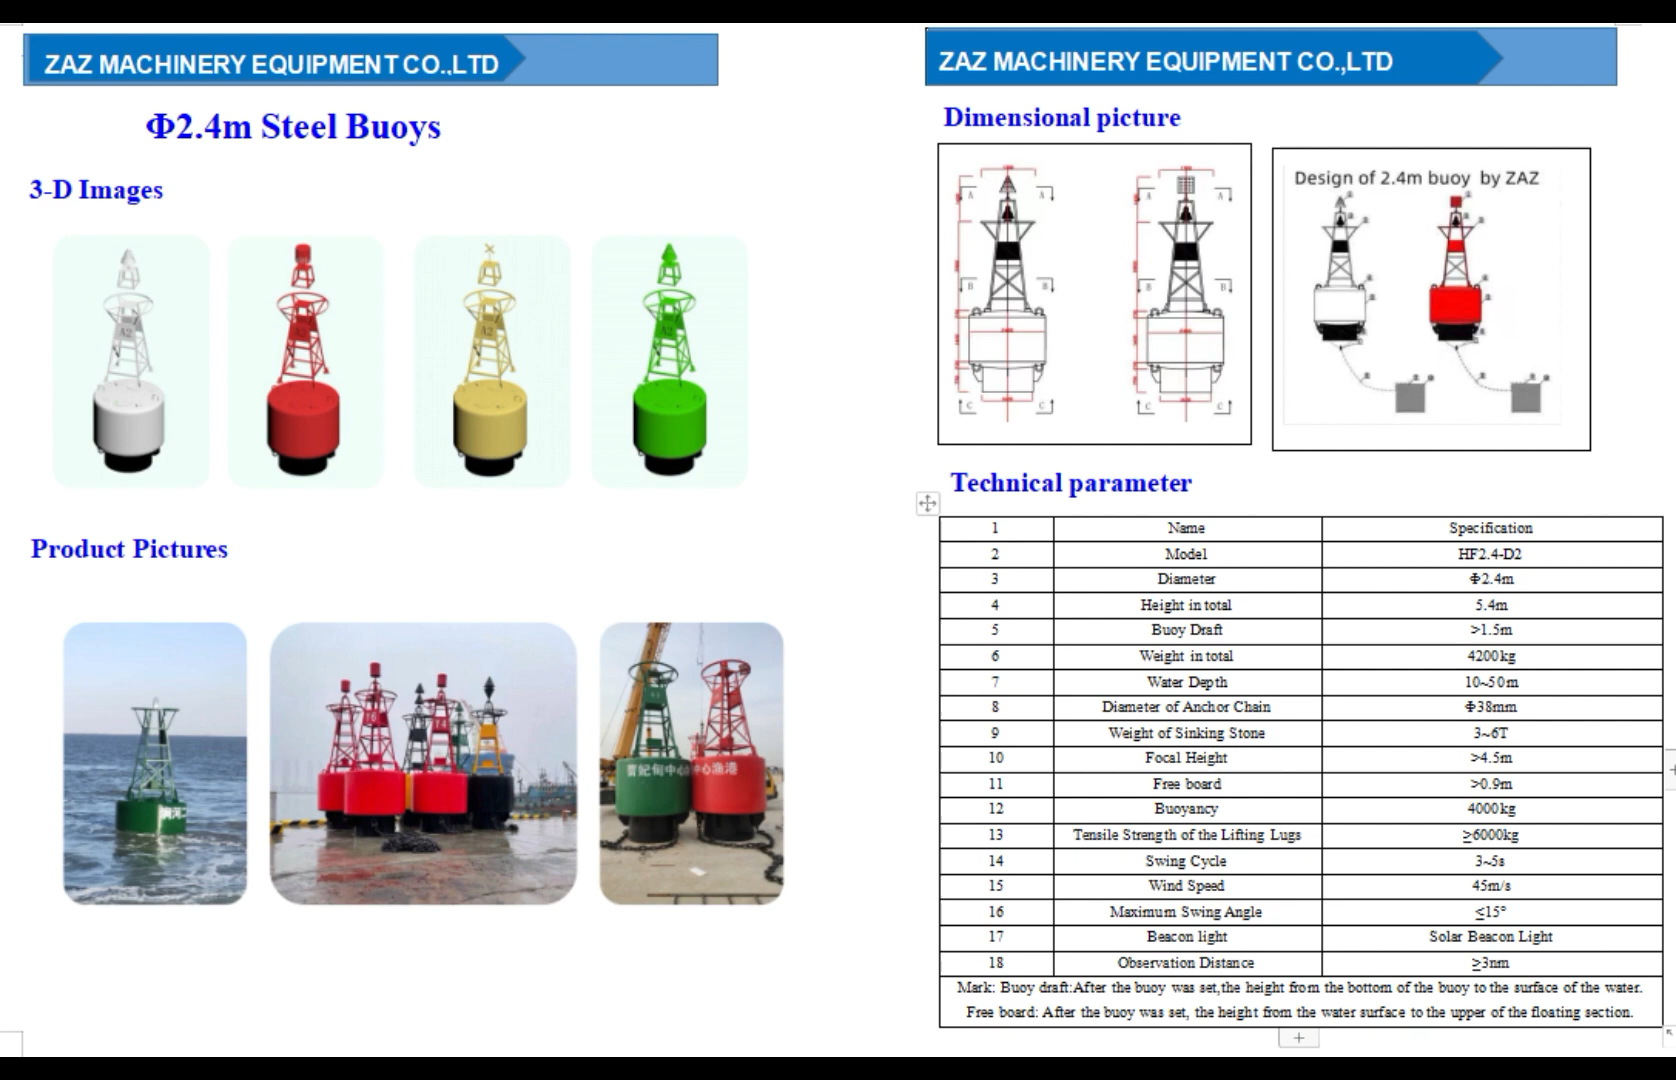 ZAZ MACHINERY EQUIPMENT CO.,LTD
Φ2.4m Steel Buoys
3-D Images
A2
A2
A2
A2
Product Pictures
ZAZ MACHINERY EQUIPMENT CO.,LTD
Dimensional picture
A A
B B
C C
A A
B B
C C
Design of 2.4m buoy by ZAZ
Technical parameter
1 Name Specification
2 Model HF2.4-D2
3 Diameter Φ2.4m
4 Height in total 5.4m
5 Buoy Draft >1.5m
6 Weight in total 4200kg
7 Water Depth 10~50m
8 Diameter of Anchor Chain Φ38mm
9 Weight of Sinking Stone 3~6T
10 Focal Height >4.5m
11 Free board >0.9m
12 Buoyancy 4000kg
13 Tensile Strength of the Lifting Lugs ≥6000kg
14 Swing Cycle 3~5s
15 Wind Speed 45m/s
16 Maximum Swing Angle ≤15°
17 Beacon light Solar Beacon Light
18 Observation Distance ≥3nm
Mark: Buoy draft:After the buoy was set,the height from the bottom of the buoy to the surface of the water.
Free board: After the buoy was set, the height from the water surface to the upper of the floating section.